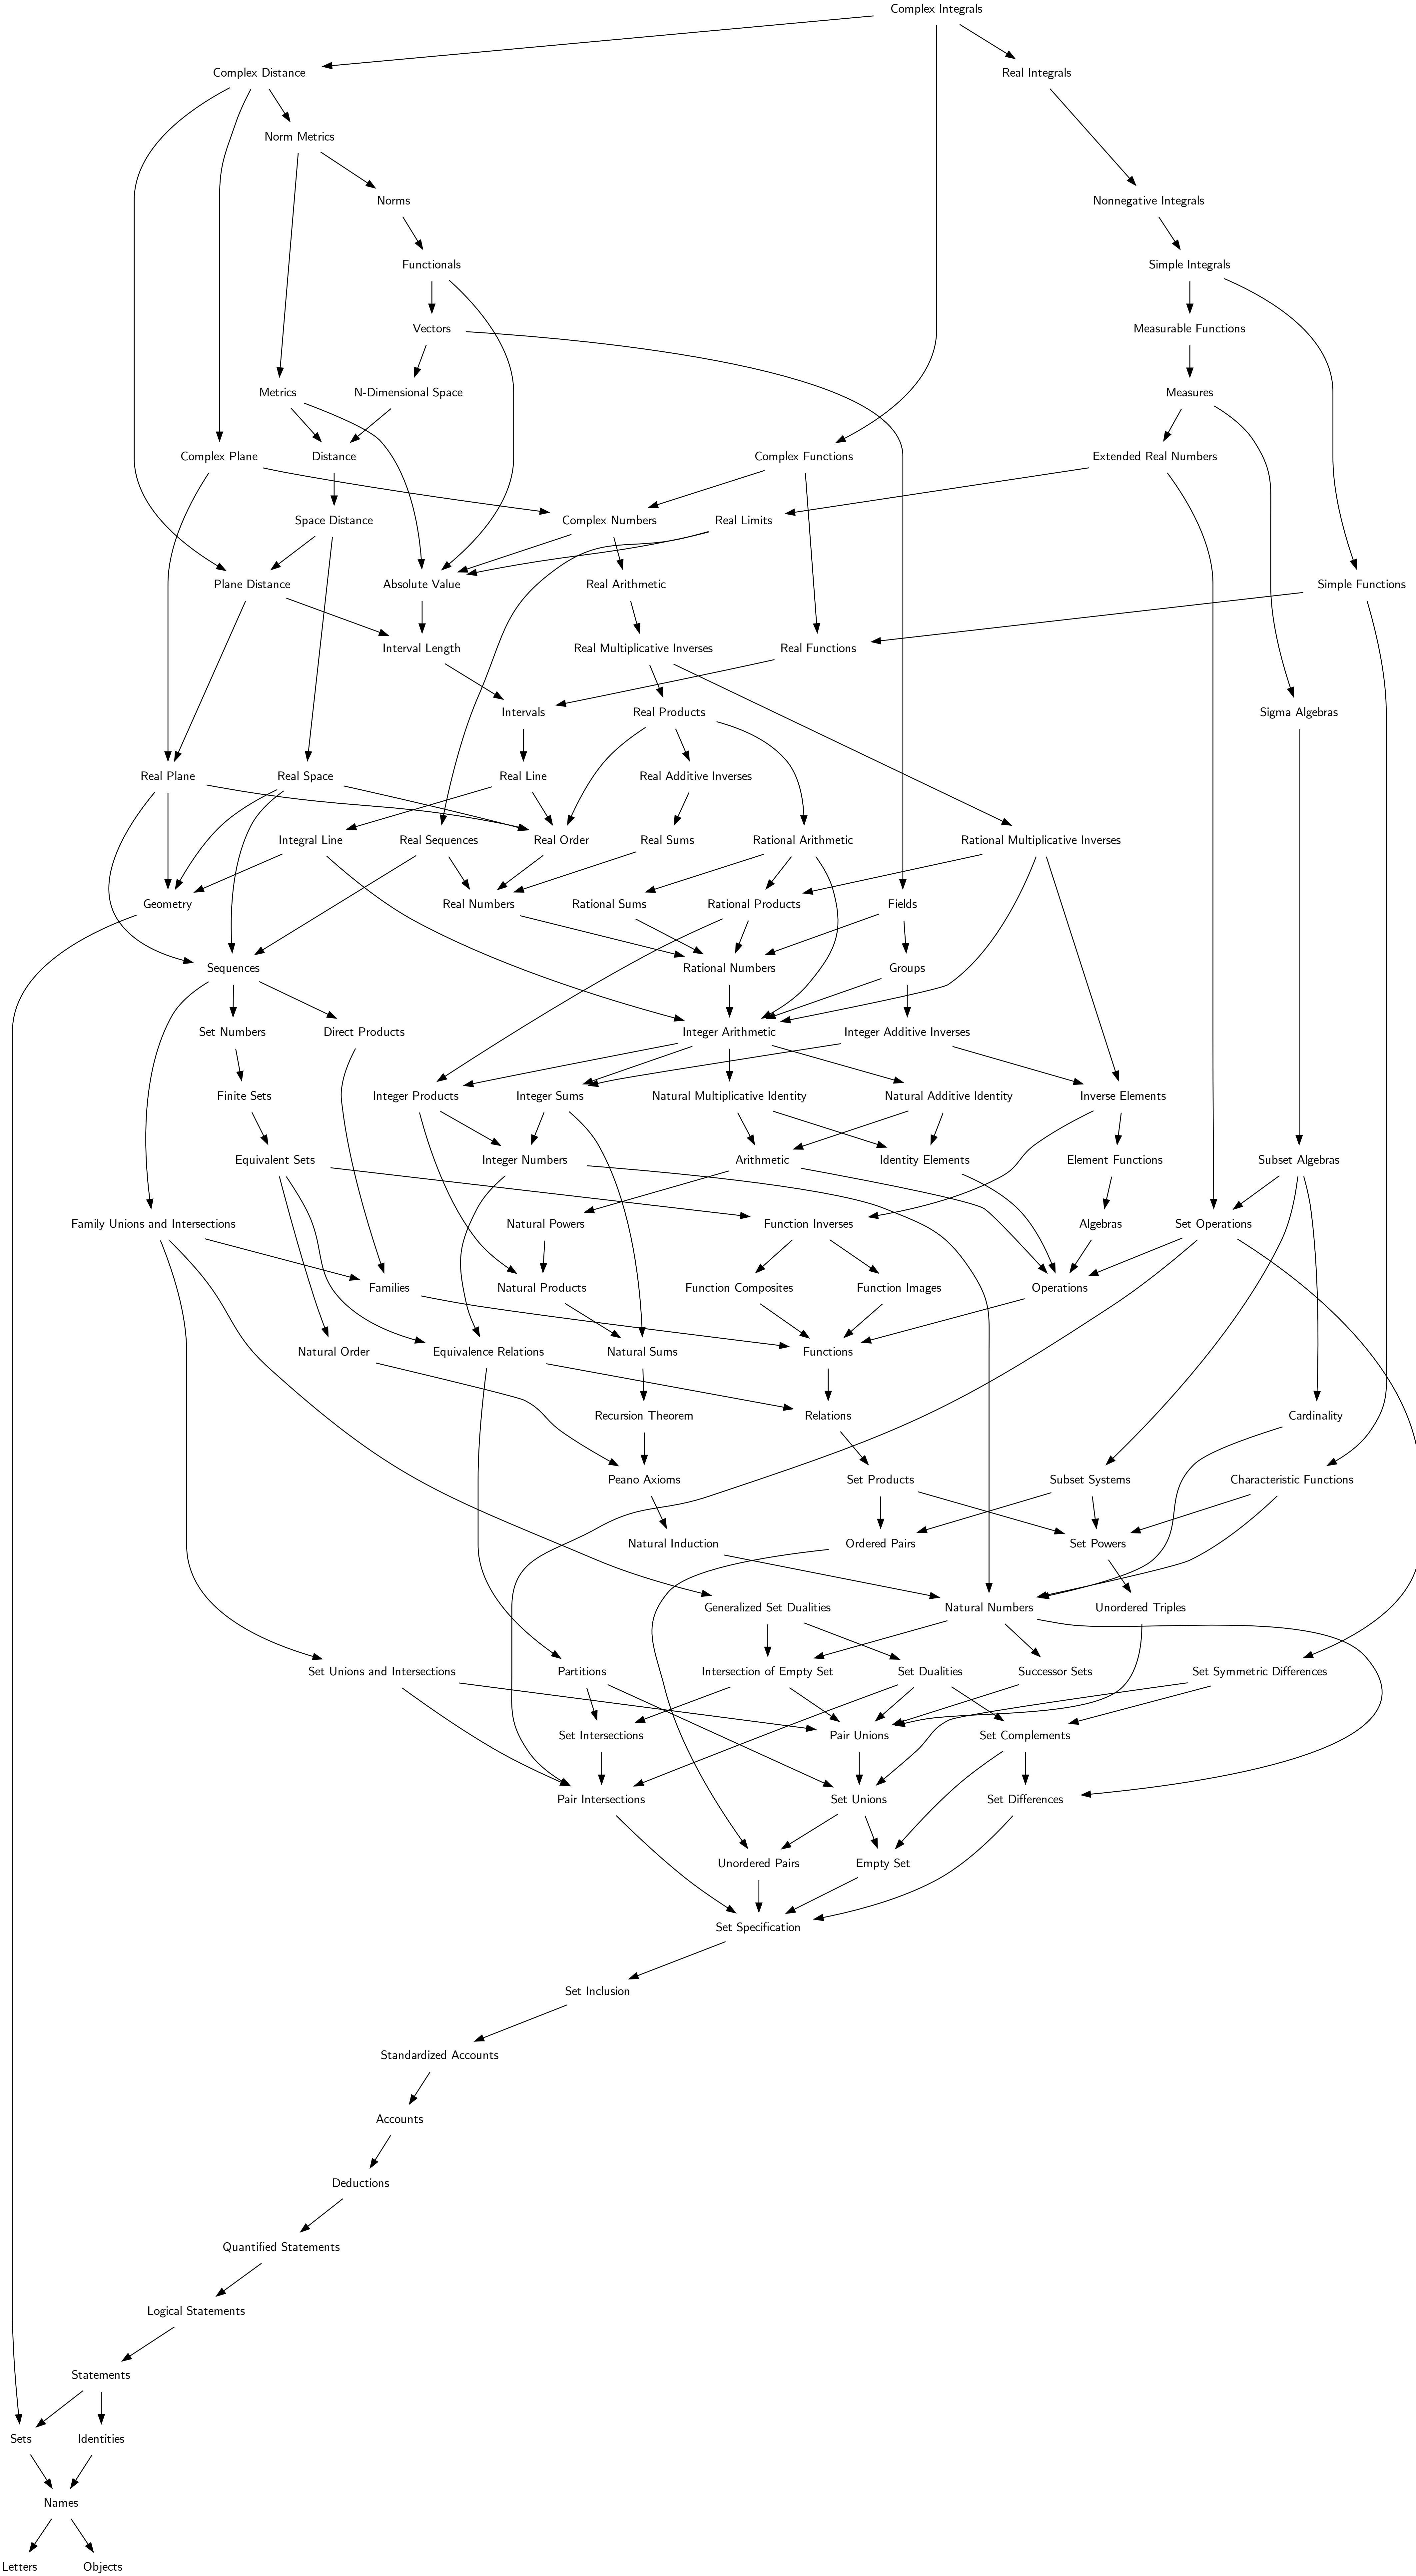 Complex Integrals
Complex Distance
Real Integrals
Norm Metrics
Norms
Nonnegative Integrals
Functionals
Simple Integrals
Vectors
Measurable Functions
Metrics
N-Dimensional Space
Measures
Complex Plane
Distance
Complex Functions
Extended Real Numbers
Space Distance
Complex Numbers
Real Limits
Plane Distance
Absolute Value
Real Arithmetic
Simple Functions
Interval Length
Real Multiplicative Inverses
Real Functions
Intervals
Real Products
Sigma Algebras
Real Plane
Real Space
Real Line
Real Additive Inverses
Integral Line
Real Sequences
Real Order
Real Sums
Rational Arithmetic
Rational Multiplicative Inverses
Geometry
Real Numbers
Rational Sums
Rational Products
Fields
Sequences
Rational Numbers
Groups
Set Numbers
Direct Products
Integer Arithmetic
Integer Additive Inverses
Finite Sets
Integer Products
Integer Sums
Natural Multiplicative Identity
Natural Additive Identity
Inverse Elements
Equivalent Sets
Integer Numbers
Arithmetic
Identity Elements
Element Functions
Subset Algebras
Family Unions and Intersections
Natural Powers
Function Inverses
Algebras
Set Operations
Families
Natural Products
Function Composites
Function Images
Operations
Natural Order
Equivalence Relations
Natural Sums
Functions
Recursion Theorem
Relations
Cardinality
Peano Axioms
Set Products
Subset Systems
Characteristic Functions
Natural Induction
Ordered Pairs
Set Powers
Generalized Set Dualities
Natural Numbers
Unordered Triples
Set Unions and Intersections
Partitions
Intersection of Empty Set
Set Dualities
Successor Sets
Set Symmetric Differences
Set Intersections
Pair Unions
Set Complements
Pair Intersections
Set Unions
Set Differences
Unordered Pairs
Empty Set
Set Specification
Set Inclusion
Standardized Accounts
Accounts
Deductions
Quantified Statements
Logical Statements
Statements
Sets
Identities
Names
Letters
Objects